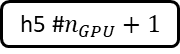 h5 #n_{GPU} + 1